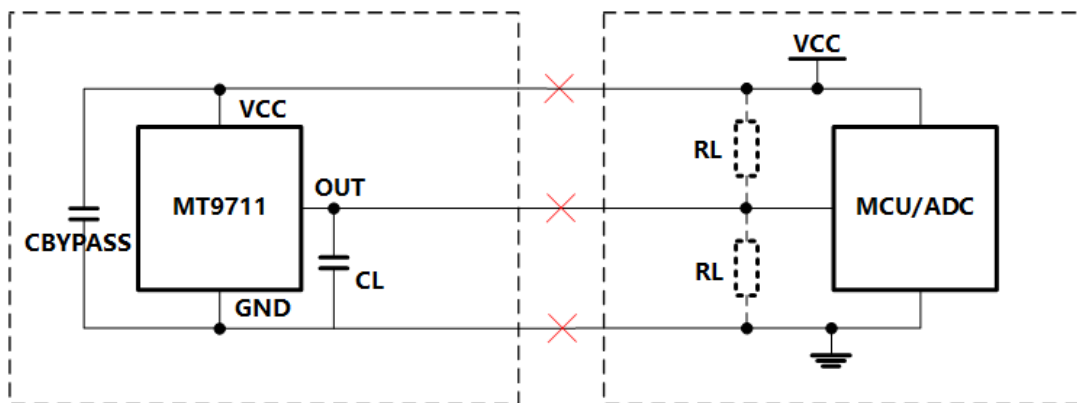 VCC
VCC
RL
OUT
MT9711
MCU/ADC
CBYPASS
CL
RL
GND